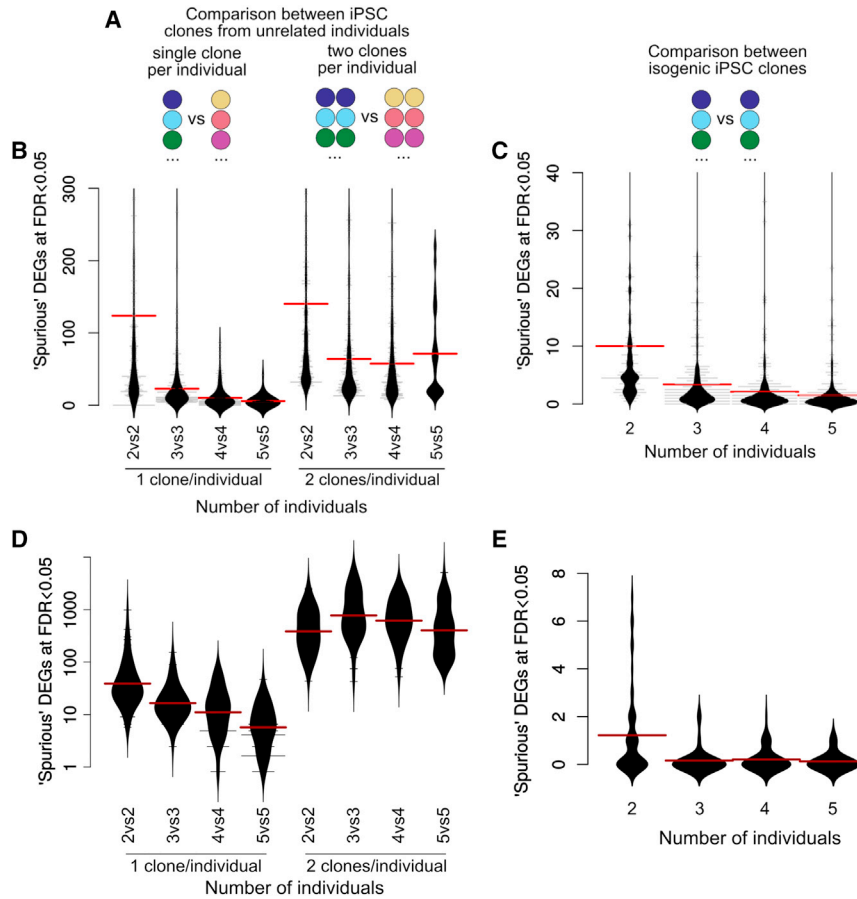 A
Comparison between iPSC
clones from unrelated individuals
single clone
per individual
two clones
per individual
vs
vs
...
...
...
...
Comparison between
isogenic iPSC clones
vs
...
...
B
'Spurious' DEGs at FDR<0.05
300
200
100
0
2vs2
3vs3
4vs4
5vs5
2vs2
3vs3
4vs4
5vs5
1 clone/individual
2 clones/individual
Number of individuals
C
'Spurious' DEGs at FDR<0.05
40
30
20
10
0
2
3
4
5
Number of individuals
D
'Spurious' DEGs at FDR<0.05
1000
100
10
1
2vs2
3vs3
4vs4
5vs5
2vs2
3vs3
4vs4
5vs5
1 clone/individual
2 clones/individual
Number of individuals
E
'Spurious' DEGs at FDR<0.05
8
6
4
2
0
2
3
4
5
Number of individuals